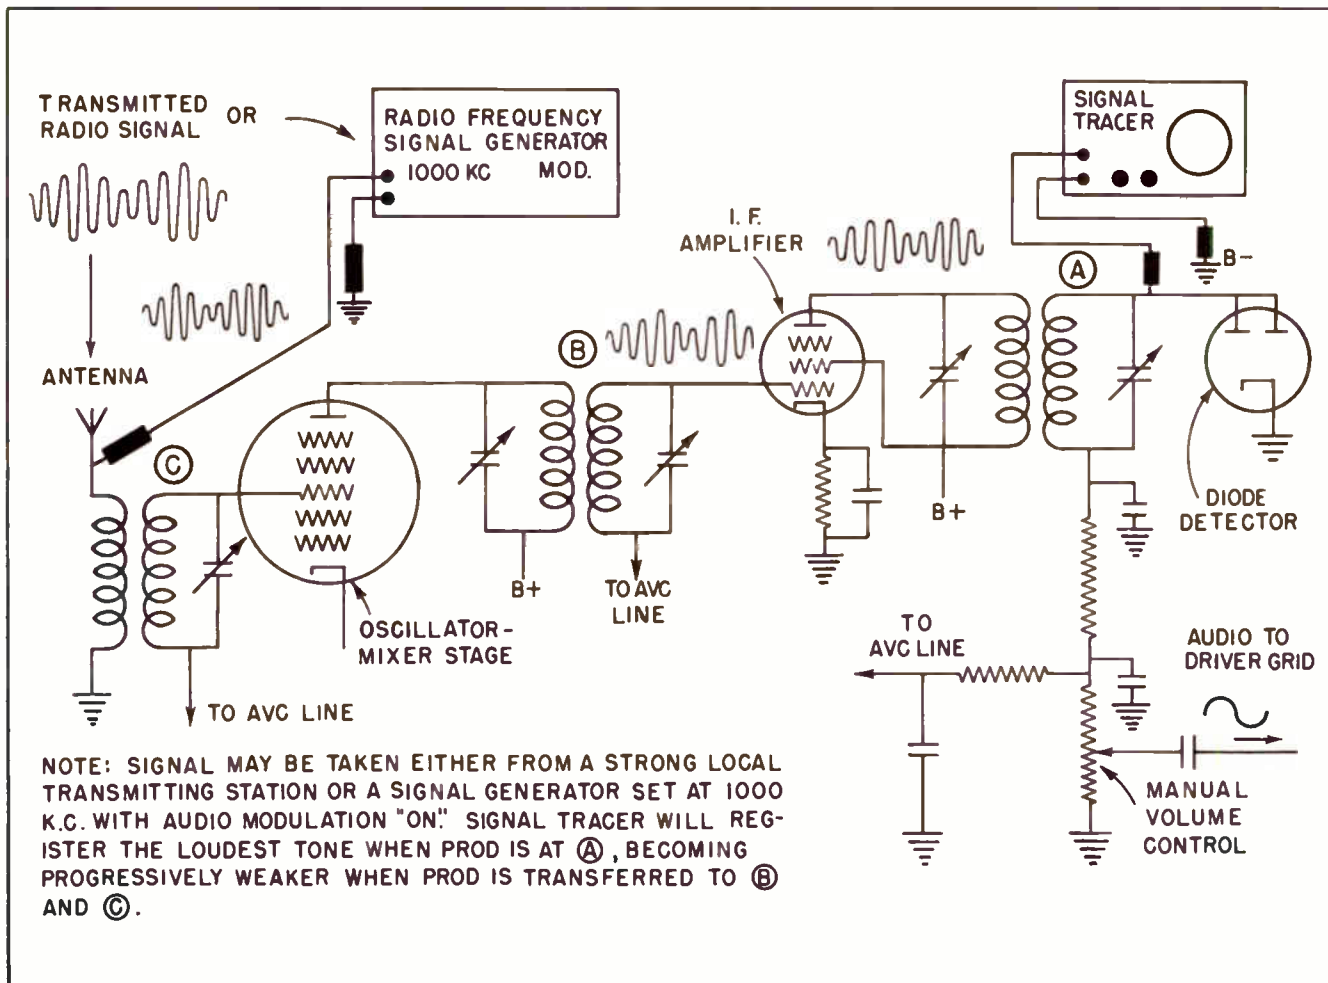 TRANSMITTED
RADIO SIGNAL
OR
RADIO FREQUENCY
SIGNAL GENERATOR
1000 KC MOD.
SIGNAL
TRACER
I. F.
AMPLIFIER
B-
A
ANTENNA
B
C
DIODE
DETECTOR
B+
B+
TO AVC
LINE
OSCILLATOR-
MIXER STAGE
TO
AVC LINE
AUDIO TO
DRIVER GRID
TO AVC LINE
MANUAL
VOLUME
CONTROL
NOTE: SIGNAL MAY BE TAKEN EITHER FROM A STRONG LOCAL
TRANSMITTING STATION OR A SIGNAL GENERATOR SET AT 1000
K.C. WITH AUDIO MODULATION "ON." SIGNAL TRACER WILL REG-
ISTER THE LOUDEST TONE WHEN PROD IS AT A, BECOMING
PROGRESSIVELY WEAKER WHEN PROD IS TRANSFERRED TO B
AND C.